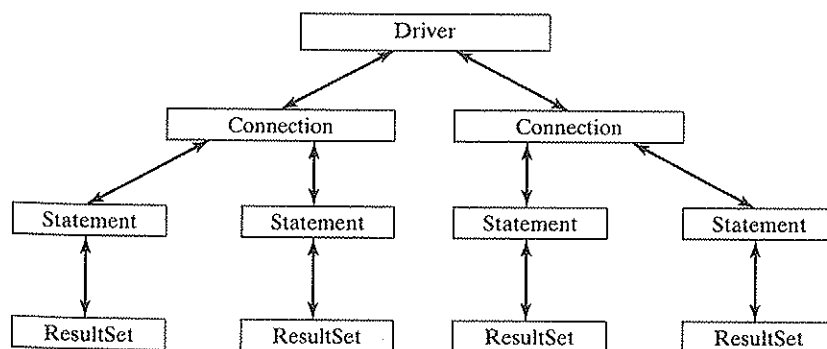 Driver
Connection
Connection
Statement
Statement
Statement
Statement
ResultSet
ResultSet
ResultSet
ResultSet